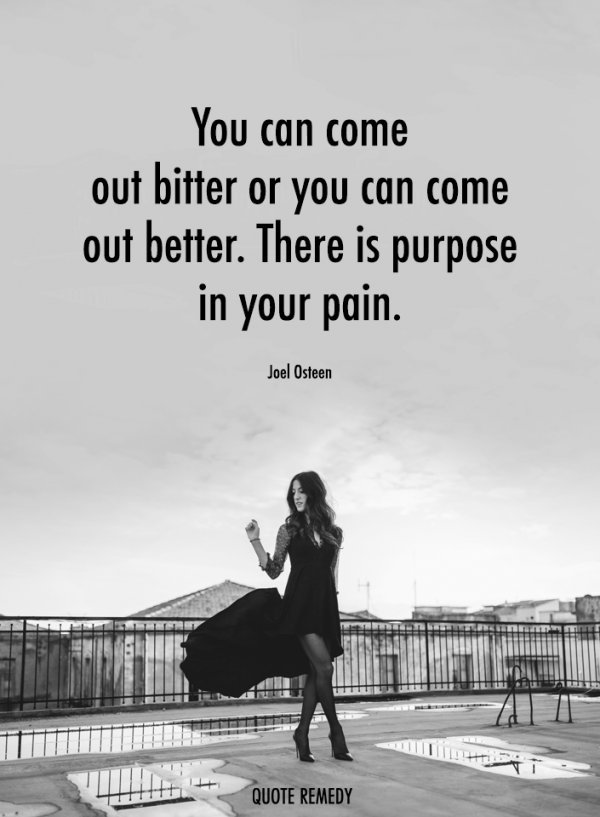 You can come
out bitter or you can come
out better. There is purpose
in your pain.
Joel Osteen
QUOTE REMEDY